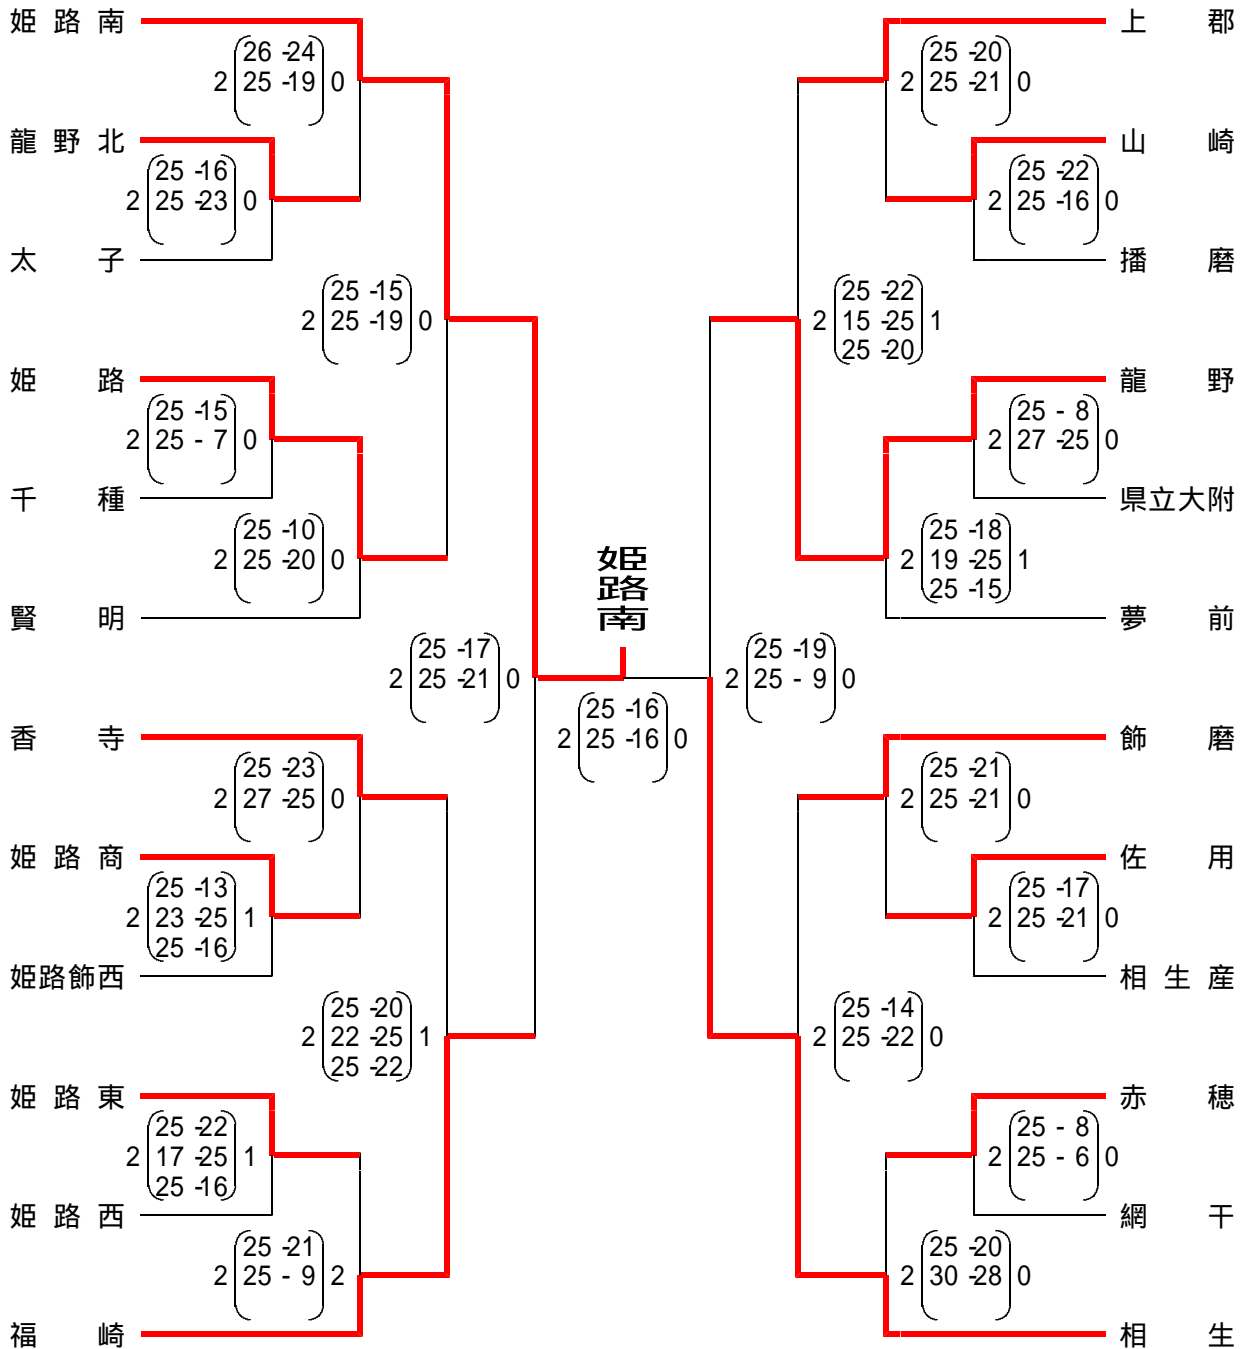 姫路南
26 -24
2 25 -19 0
龍野北
25 -16
2 25 -23 0
太子
25 -15
2 25 -19 0
姫路
25 -15
2 25 - 7 0
千種
25 -10
2 25 -20 0
賢明
25 -17
2 25 -21 0
香寺
25 -23
2 27 -25 0
姫路商
25 -13
2 23 -25 1
25 -16
姫路飾西
25 -20
2 22 -25 1
25 -22
姫路東
25 -22
2 17 -25 1
25 -16
姫路西
25 -21
2 25 - 9 2
福崎
姫路南
25 -16
2 25 -16 0
上郡
25 -20
2 25 -21 0
山崎
25 -22
2 25 -16 0
播磨
25 -22
2 15 -25 1
25 -20
龍野
25 - 8
2 27 -25 0
県立大附
25 -18
2 19 -25 1
25 -15
夢前
25 -19
2 25 - 9 0
飾磨
25 -21
2 25 -21 0
佐用
25 -17
2 25 -21 0
相生産
25 -14
2 25 -22 0
赤穂
25 - 8
2 25 - 6 0
網干
25 -20
2 30 -28 0
相生